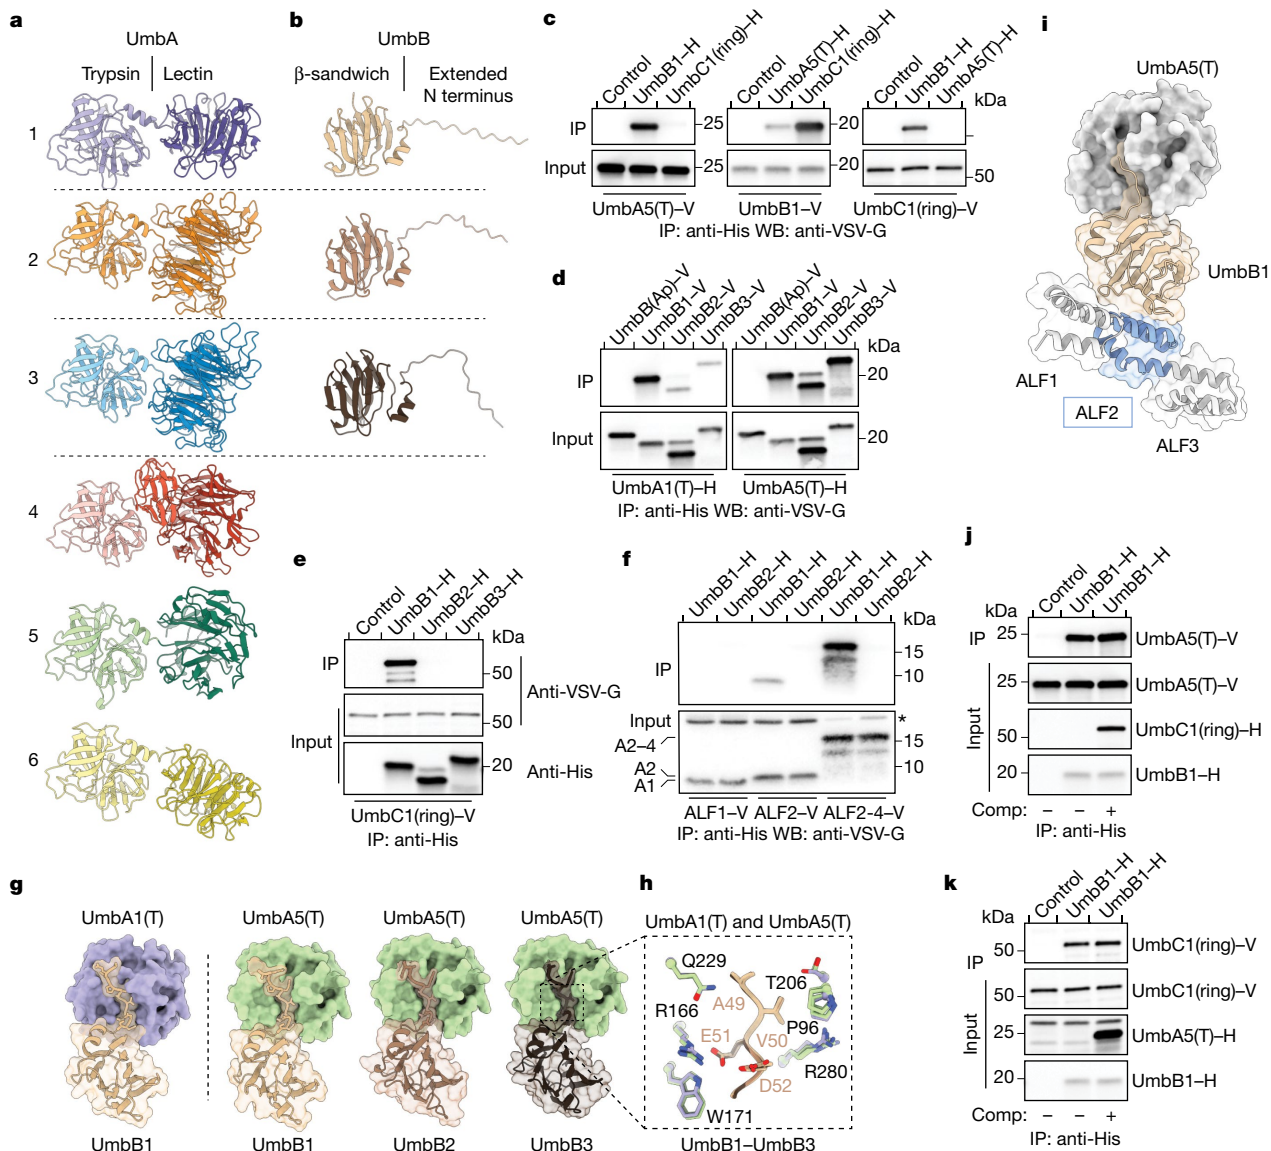 a
UmbA
Trypsin
Lectin
1
2
3
4
5
6
b
UmbB
β-sandwich
Extended
N terminus
c
Control
UmbB1–H
UmbC1(ring)–H
Control
UmbA5(T)–H
UmbC1(ring)–H
Control
UmbB1–H
UmbA5(T)–H
kDa
IP
25
20
Input
25
20
50
UmbA5(T)–V
UmbB1–V
UmbC1(ring)–V
IP: anti-His WB: anti-VSV-G
d
UmbB(Ap)–V
UmbB1–V
UmbB2–V
UmbB3–V
UmbB(Ap)–V
UmbB1–V
UmbB2–V
UmbB3–V
kDa
IP
20
Input
20
UmbA1(T)–H
UmbA5(T)–H
IP: anti-His WB: anti-VSV-G
e
Control
UmbB1–H
UmbB2–H
UmbB3–H
kDa
IP
50
Anti-VSV-G
50
Input
20
Anti-His
UmbC1(ring)–V
IP: anti-His
f
UmbB1–H
UmbB2–H
UmbB1–H
UmbB2–H
UmbB1–H
UmbB2–H
kDa
IP
15
10
Input
*
A2–4
15
A2
10
A1
ALF1–V
ALF2–V
ALF2-4–V
IP: anti-His WB: anti-VSV-G
g
UmbA1(T)
UmbA5(T)
UmbA5(T)
UmbA5(T)
UmbB1
UmbB1
UmbB2
UmbB3
h
UmbA1(T) and UmbA5(T)
Q229
T206
A49
R166
P96
E51
V50
R280
D52
W171
UmbB1–UmbB3
i
UmbA5(T)
UmbB1
ALF1
ALF2
ALF3
j
Control
UmbB1–H
UmbB1–H
kDa
IP
25
UmbA5(T)–V
25
UmbA5(T)–V
Input
50
UmbC1(ring)–H
20
UmbB1–H
Comp: – – +
IP: anti-His
k
Control
UmbB1–H
UmbB1–H
kDa
IP
50
UmbC1(ring)–V
50
UmbC1(ring)–V
Input
25
UmbA5(T)–H
20
UmbB1–H
Comp: – – +
IP: anti-His